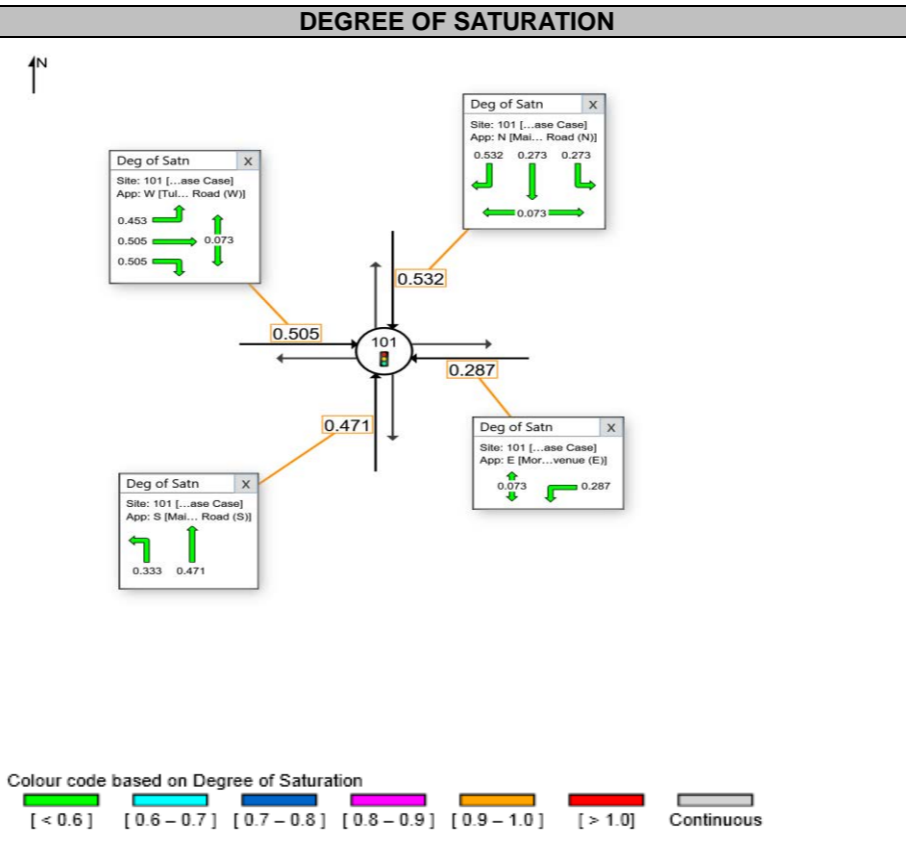 DEGREE OF SATURATION
N
Deg of Satn X
Site: 101 [...ase Case]
App: N [Mai... Road (N)]
0.532 0.273 0.273
0.073
Deg of Satn X
Site: 101 [...ase Case]
App: W [Tul... Road (W)]
0.453
0.505 0.073
0.505
0.532
0.505
101
0.287
0.471
Deg of Satn X
Site: 101 [...ase Case]
App: E [Mor...venue (E)]
0.073 0.287
Deg of Satn X
Site: 101 [...ase Case]
App: S [Mai... Road (S)]
0.333 0.471
Colour code based on Degree of Saturation
[ < 0.6 ] [ 0.6 – 0.7 ] [ 0.7 – 0.8 ] [ 0.8 – 0.9 ] [ 0.9 – 1.0 ] [ > 1.0] Continuous